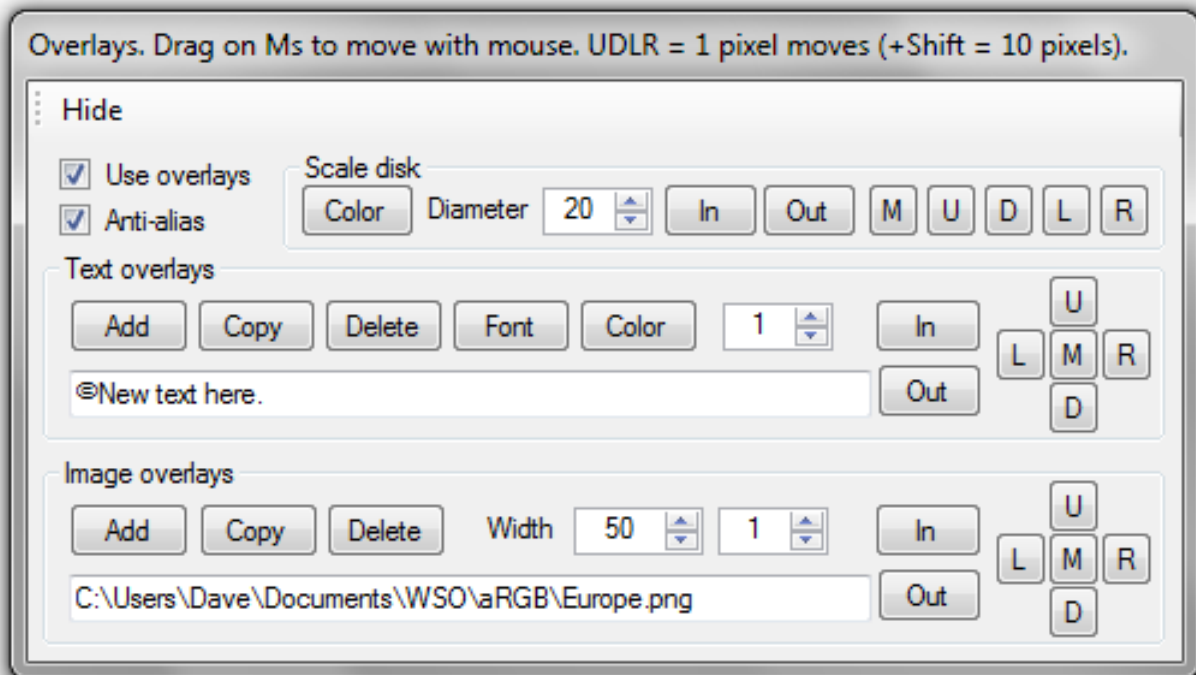 Overlays. Drag on Ms to move with mouse. UDLR = 1 pixel moves (+Shift = 10 pixels).
Hide
Use overlays
Anti-alias
Scale disk
Color Diameter 20 In Out M U D L R
Text overlays
Add Copy Delete Font Color 1 In
U
L M R
D
New text here. Out
Image overlays
Add Copy Delete Width 50 1 In
U
L M R
D
C:\Users\Dave\Documents\WSO\aRGB\Europe.png Out